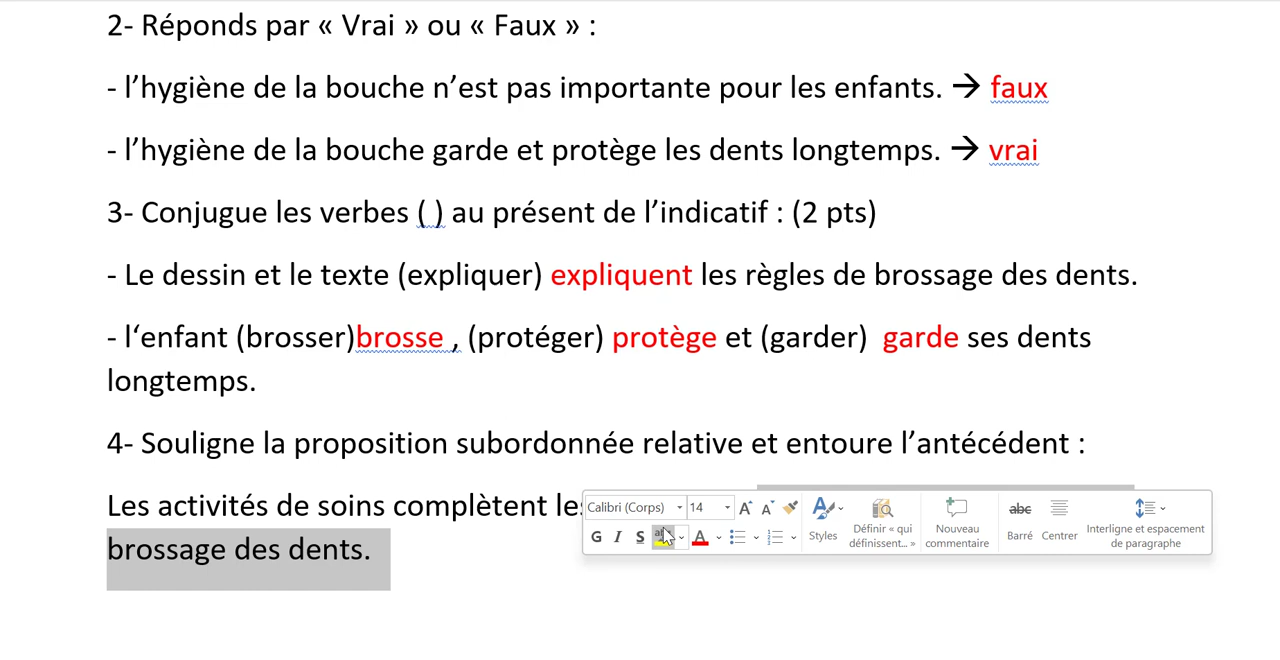 2- Réponds par « Vrai » ou « Faux » :
- l’hygiène de la bouche n’est pas importante pour les enfants. → faux
- l’hygiène de la bouche garde et protège les dents longtemps. → vrai
3- Conjugue les verbes ( ) au présent de l’indicatif : (2 pts)
- Le dessin et le texte (expliquer) expliquent les règles de brossage des dents.
- l‘enfant (brosser)brosse , (protéger) protège et (garder)  garde ses dents
longtemps.
4- Souligne la proposition subordonnée relative et entoure l’antécédent :
Les activités de soins complètent les
brossage des dents.
Calibri (Corps) 14 A A
G I S A
Styles
Définir « qui
définissent... »
Nouveau
commentaire
abc
Barré
Centrer
Interligne et espacement
de paragraphe